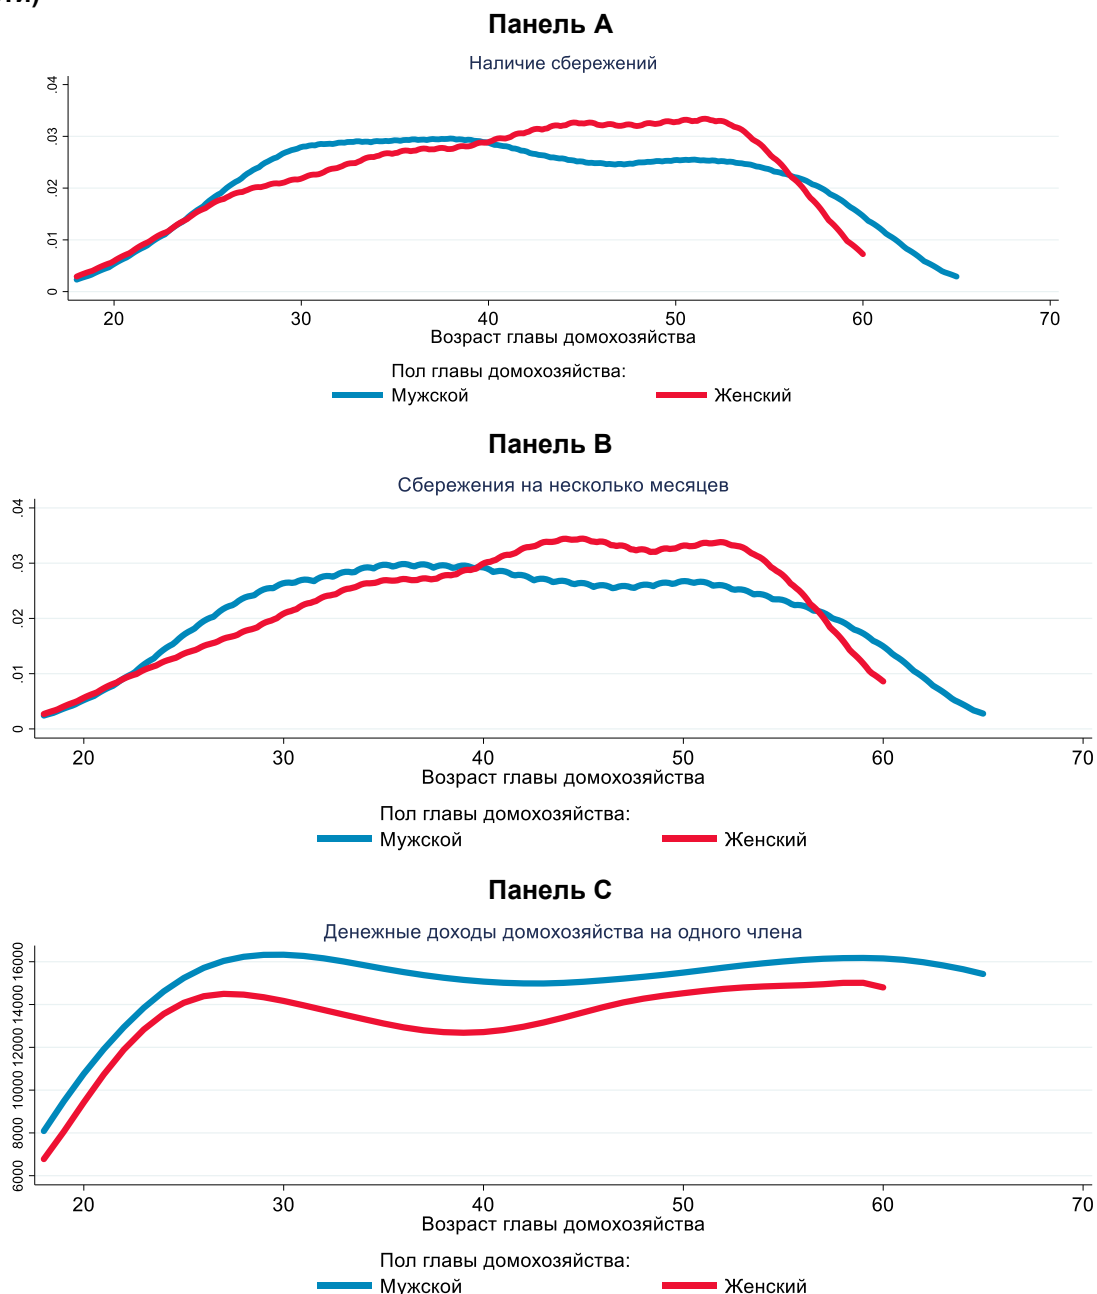 Панель A
Наличие сбережений
.04
.03
.02
.01
0
20 30 40 50 60 70
Возраст главы домохозяйства
Пол главы домохозяйства:
Мужской Женский
Панель B
Сбережения на несколько месяцев
.04
.03
.02
.01
0
20 30 40 50 60 70
Возраст главы домохозяйства
Пол главы домохозяйства:
Мужской Женский
Панель C
Денежные доходы домохозяйства на одного члена
16000
14000
12000
10000
8000
6000
20 30 40 50 60 70
Возраст главы домохозяйства
Пол главы домохозяйства:
Мужской Женский